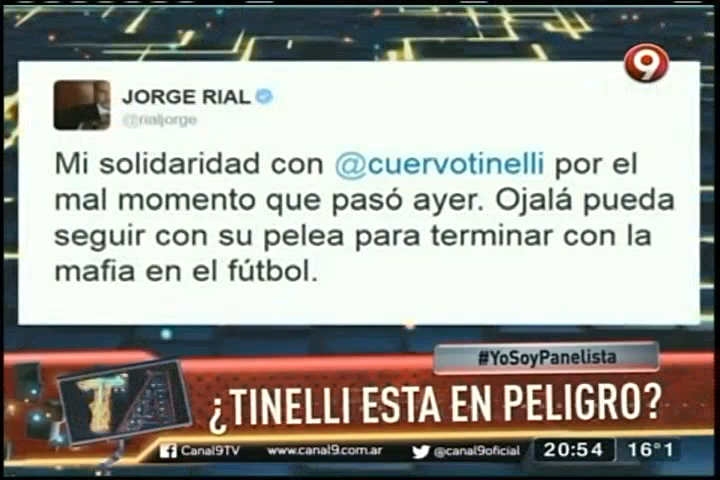 9
JORGE RIAL
@rialjorge
Mi solidaridad con @cuervotinelli por el
mal momento que pasó ayer. Ojalá pueda
seguir con su pelea para terminar con la
mafia en el fútbol.
#YoSoyPanelista
TA
¿TINELLI ESTA EN PELIGRO?
Canal9TV www.canal9.com.ar @canal9oficial 20:54 16°1